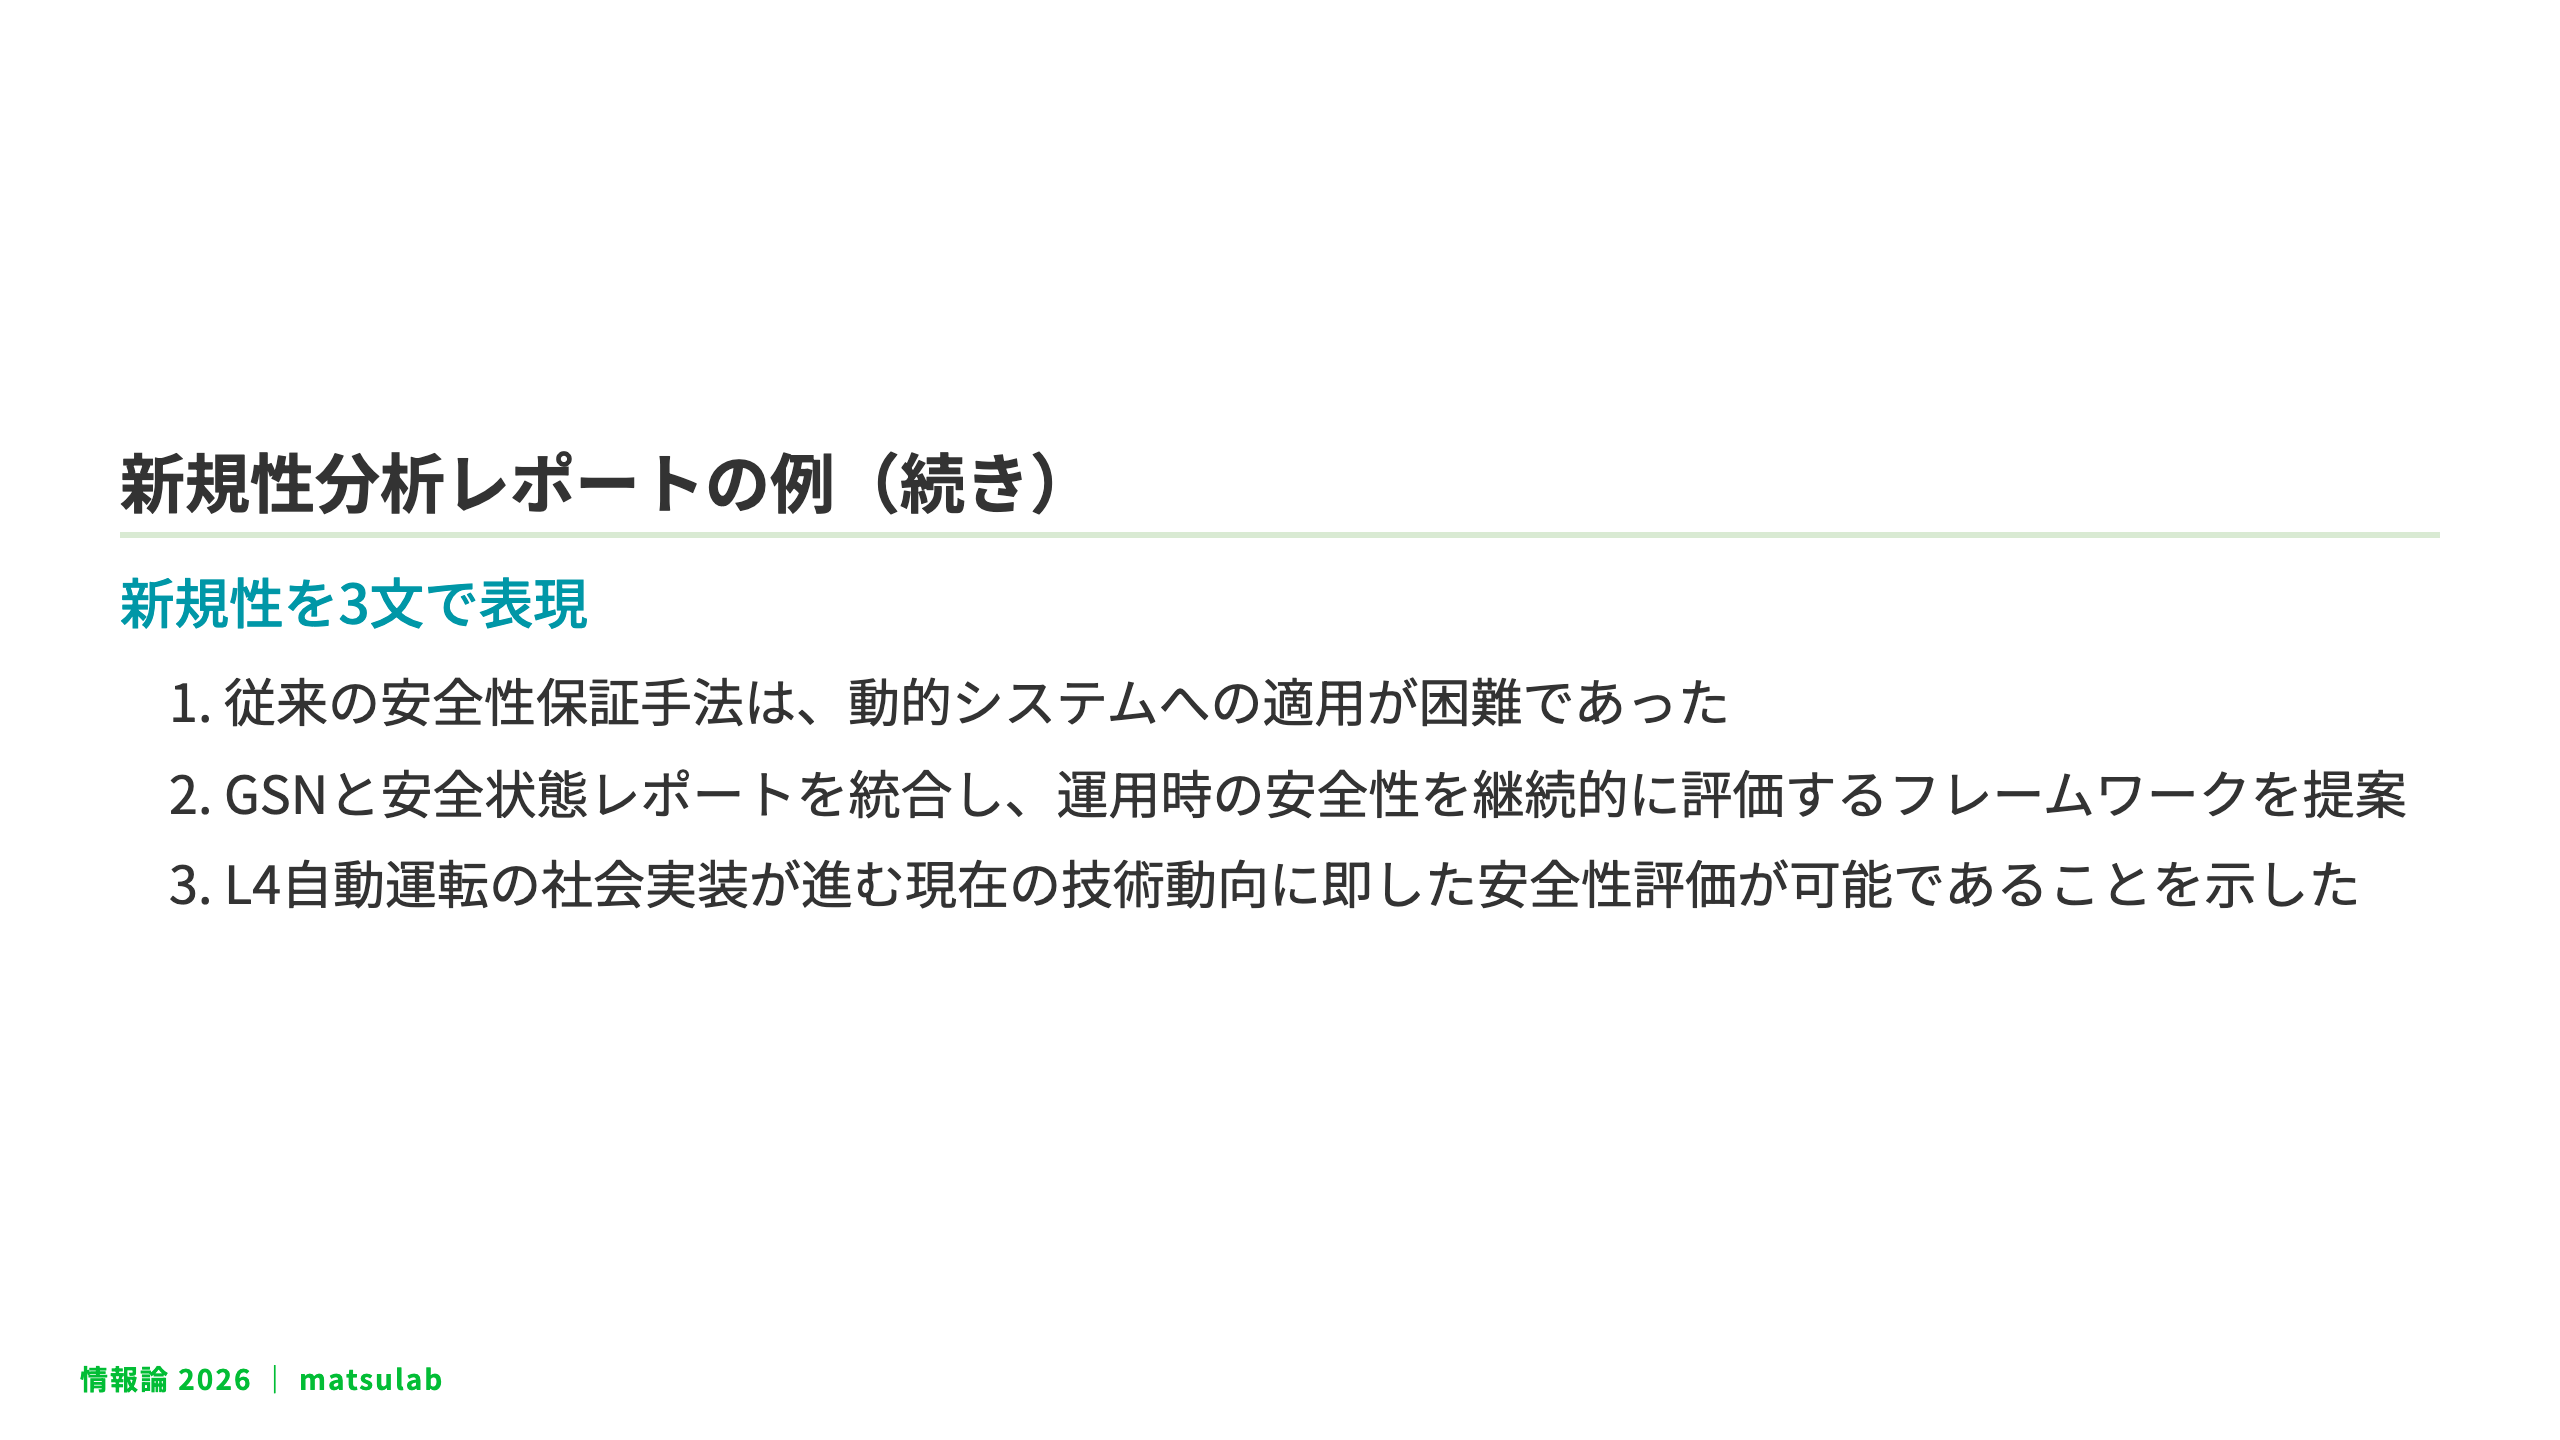 新規性分析レポートの例（続き）
新規性を3文で表現
1. 従来の安全性保証手法は、動的システムへの適用が困難であった
2. GSNと安全状態レポートを統合し、運用時の安全性を継続的に評価するフレームワークを提案
3. L4自動運転の社会実装が進む現在の技術動向に即した安全性評価が可能であることを示した
情報論 2026 ｜ matsulab